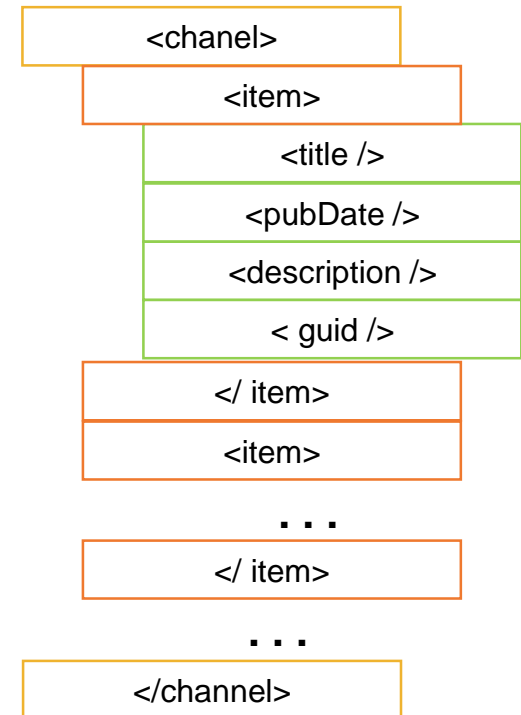 <chanel>
<item>
<title />
<pubDate />
<description />
< guid />
</ item>
<item>
. . .
</ item>
. . .
</channel>